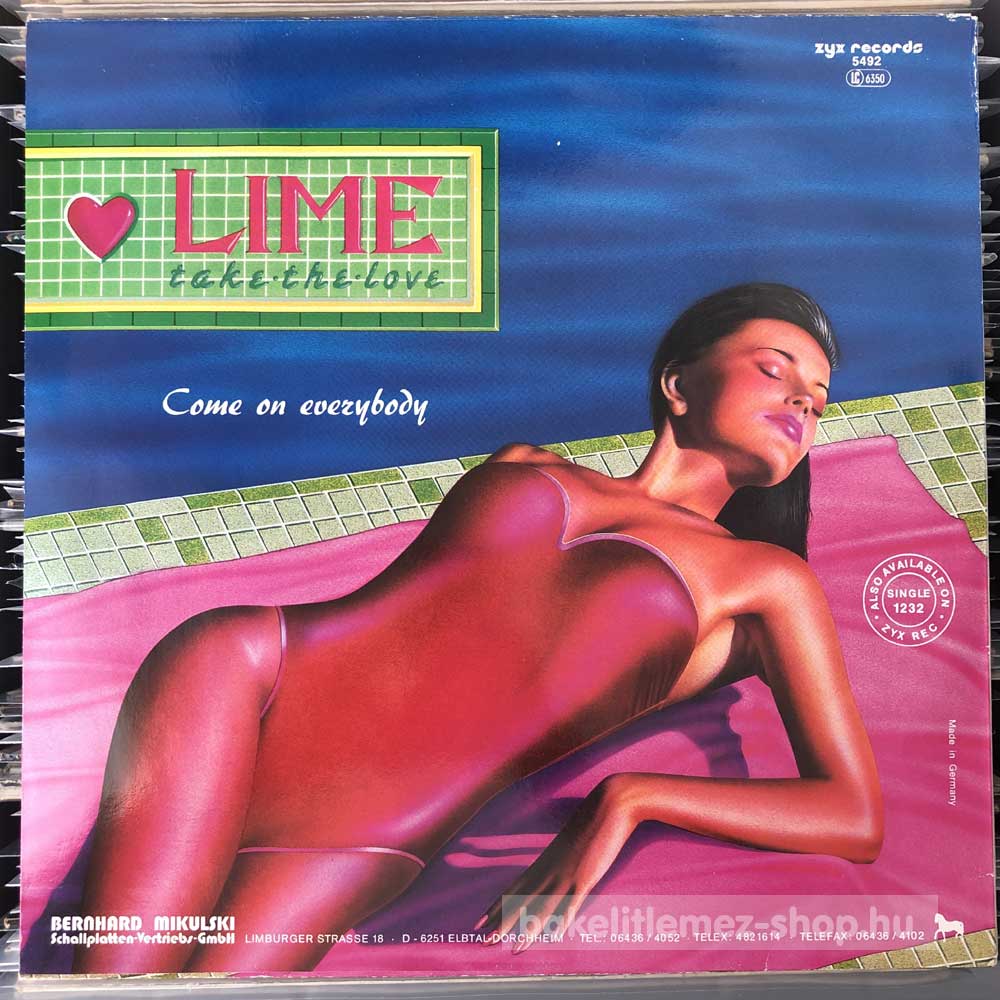 zyx records
5492
LC 6350
LIME
take·the·love
Come on everybody
ALSO AVAILABLE ON
SINGLE
1232
ZYX REC
Made in Germany
BERNHARD MIKULSKI
Schallplatten-Vertriebs-GmbH LIMBURGER STRASSE 18 · D - 6251 ELBTAL-DORCHHEIM · TEL.: 06436 / 4052 · TELEX: 4821614 · TELEFAX: 06436 / 4102
bakelitlemez-shop.hu